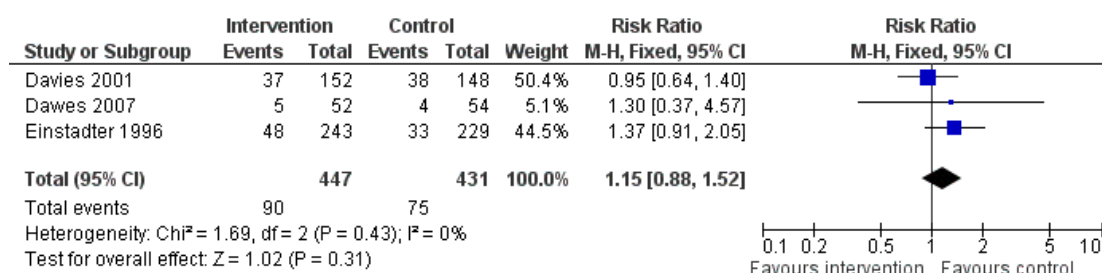 Intervention Control Risk Ratio Risk Ratio
Study or Subgroup Events Total Events Total Weight M-H, Fixed, 95% CI M-H, Fixed, 95% CI
Davies 2001 37 152 38 148 50.4% 0.95 [0.64, 1.40]
Dawes 2007 5 52 4 54 5.1% 1.30 [0.37, 4.57]
Einstadter 1996 48 243 33 229 44.5% 1.37 [0.91, 2.05]
Total (95% CI) 447 431 100.0% 1.15 [0.88, 1.52]
Total events 90 75
Heterogeneity: Chi² = 1.69, df = 2 (P = 0.43); I² = 0%
Test for overall effect: Z = 1.02 (P = 0.31)
0.1 0.2 0.5 1 2 5 10
Favours intervention Favours control